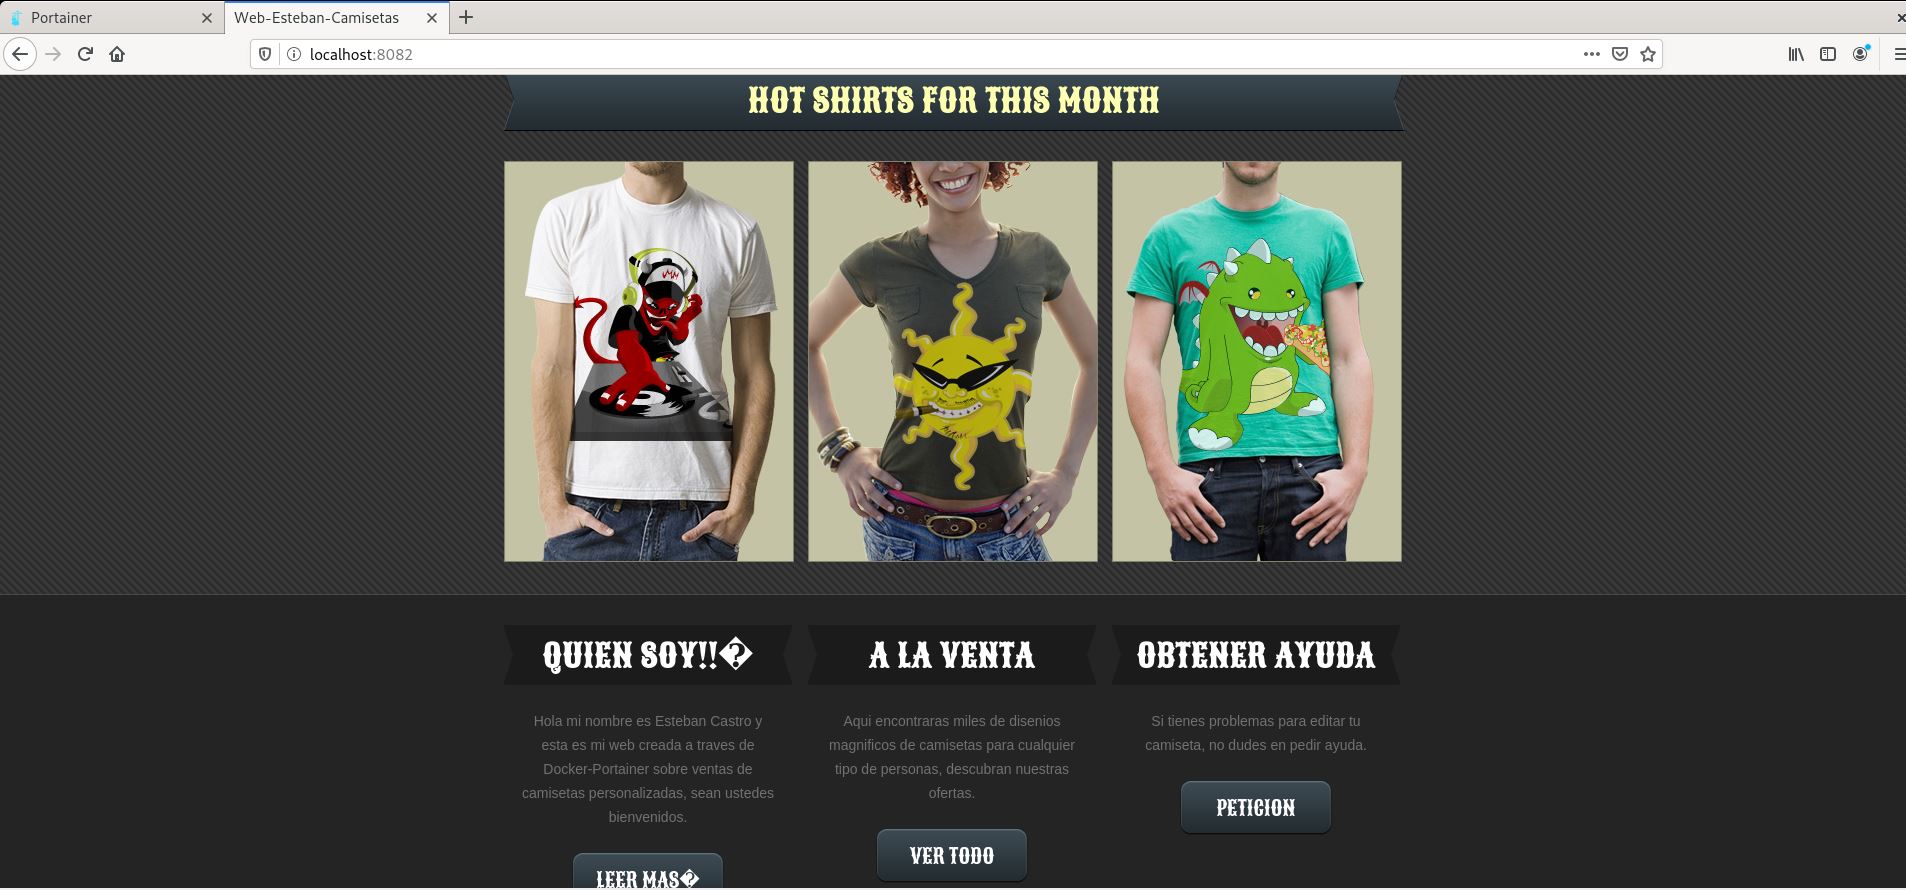 Portainer
Web-Esteban-Camisetas
localhost:8082
HOT SHIRTS FOR THIS MONTH
QUIEN SOY!!�
A LA VENTA
OBTENER AYUDA
Hola mi nombre es Esteban Castro y
esta es mi web creada a traves de
Docker-Portainer sobre ventas de
camisetas personalizadas, sean ustedes
bienvenidos.
LEER MAS�
Aqui encontraras miles de disenios
magnificos de camisetas para cualquier
tipo de personas, descubran nuestras
ofertas.
VER TODO
Si tienes problemas para editar tu
camiseta, no dudes en pedir ayuda.
PETICION